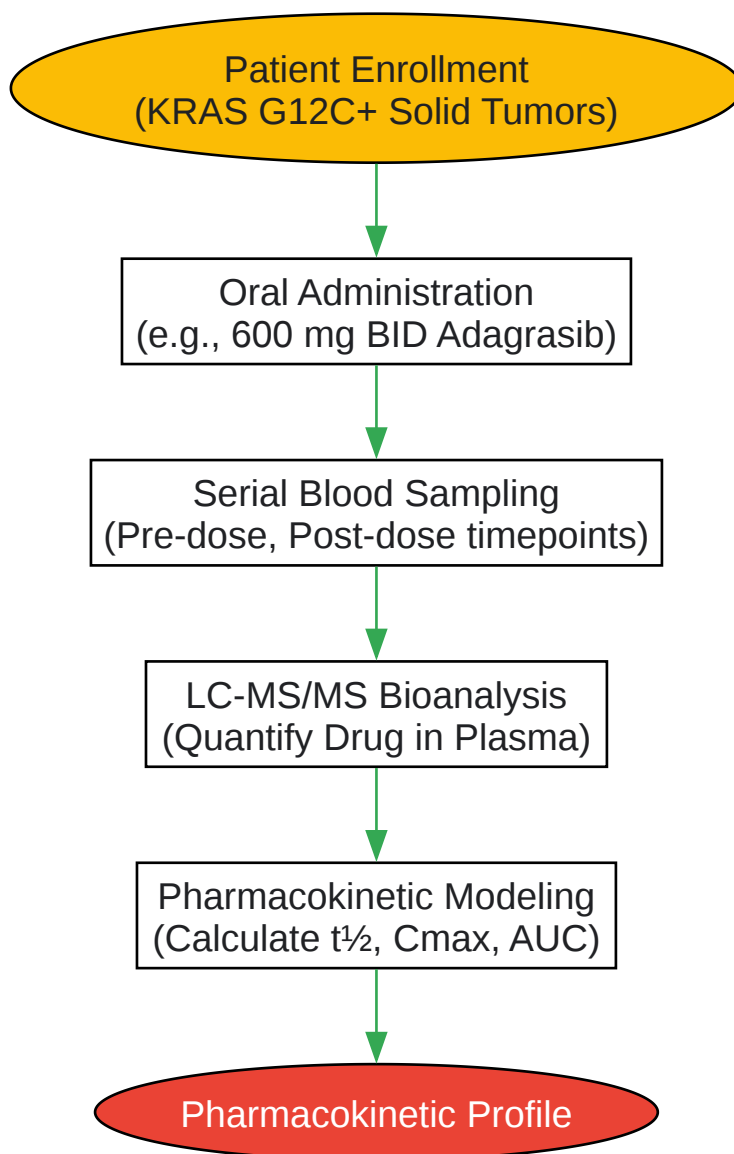 Patient Enrollment
(KRAS G12C+ Solid Tumors)
Oral Administration
(e.g., 600 mg BID Adagrasib)
Serial Blood Sampling
(Pre-dose, Post-dose timepoints)
LC-MS/MS Bioanalysis
(Quantify Drug in Plasma)
Pharmacokinetic Modeling
(Calculate t½, Cmax, AUC)
Pharmacokinetic Profile